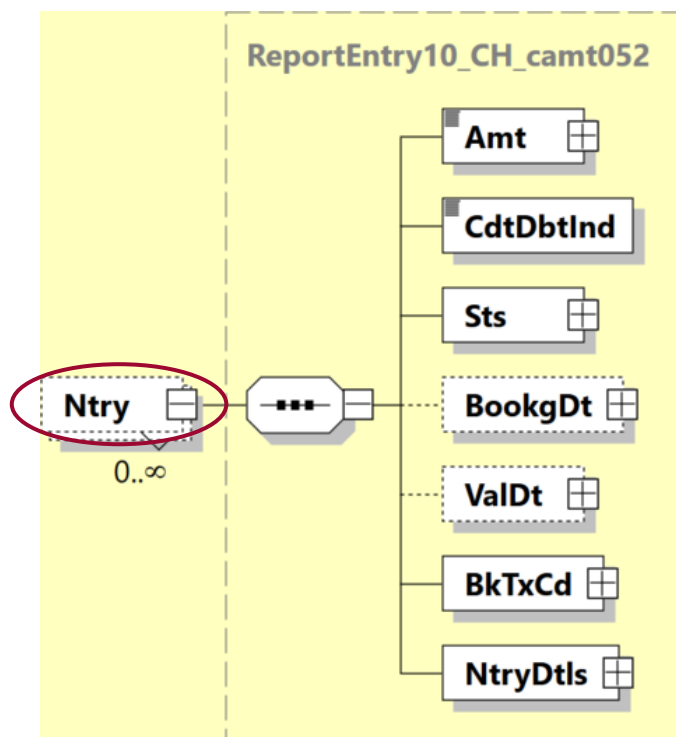 ReportEntry10_CH_camt052
Amt
CdtDbtInd
Sts
Ntry
BookgDt
0..∞
ValDt
BkTxCd
NtryDtls